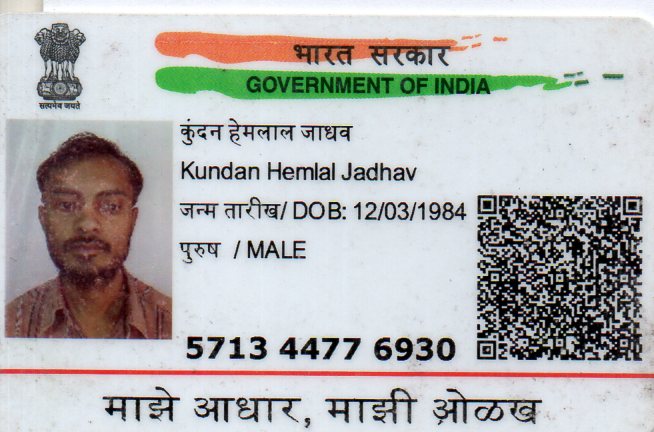 भारत सरकार
GOVERNMENT OF INDIA
सत्यमेव जयते
कुंदन हेमलाल जाधव
Kundan Hemlal Jadhav
जन्म तारीख/ DOB: 12/03/1984
पुरुष / MALE
5713 4477 6930
माझे आधार, माझी ओळख